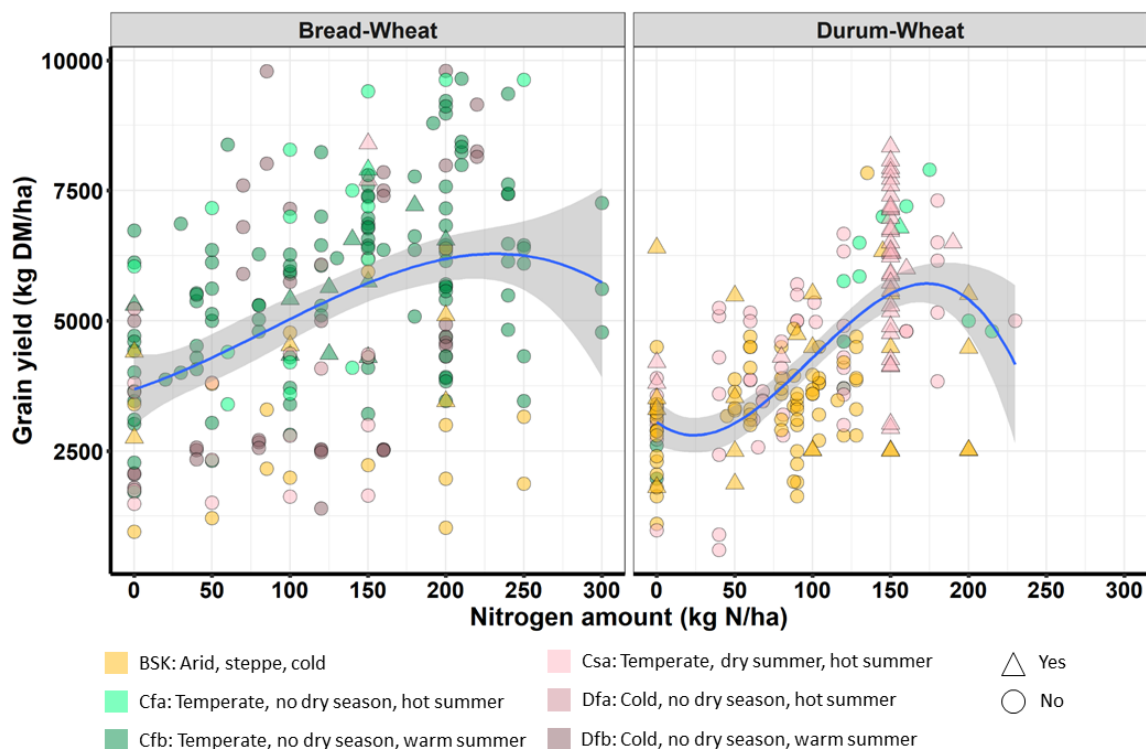 Bread-Wheat Durum-Wheat
Grain yield (kg DM/ha)
10000
7500
5000
2500
0 50 100 150 200 250 300 0 50 100 150 200 250 300
Nitrogen amount (kg N/ha)
BSK: Arid, steppe, cold
Cfa: Temperate, no dry season, hot summer
Cfb: Temperate, no dry season, warm summer
Csa: Temperate, dry summer, hot summer
Dfa: Cold, no dry season, hot summer
Dfb: Cold, no dry season, warm summer
Yes
No